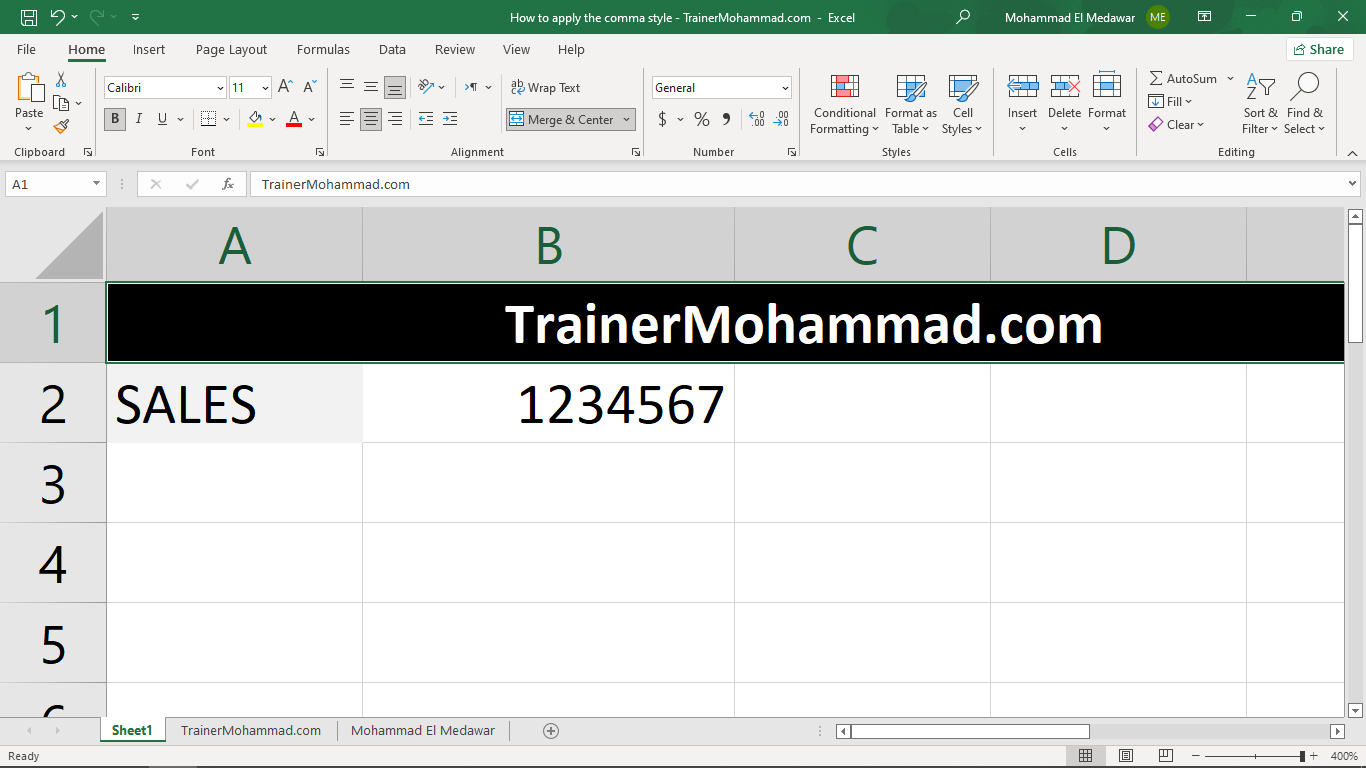 How to apply the comma style - TrainerMohammad.com - Excel
Mohammad El Medawar ME
File Home Insert Page Layout Formulas Data Review View Help Share
Calibri 11 Wrap Text General AutoSum
Paste Conditional Formatting Format as Table Cell Styles Insert Delete Format Fill Sort & Filter Find & Select
B I U A Merge & Center $ % Clear
Clipboard Font Alignment Number Styles Cells Editing
A1 fx TrainerMohammad.com
A B C D
1 TrainerMohammad.com
2 SALES 1234567
3
4
5
6
Sheet1 TrainerMohammad.com Mohammad El Medawar
Ready 400%